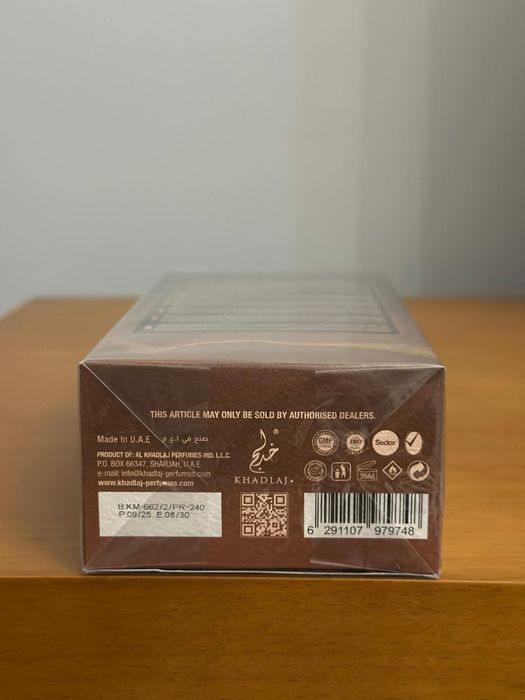 THIS ARTICLE MAY ONLY BE SOLD BY AUTHORISED DEALERS.
Made In U.A.E صنع في أ.ع.م
PRODUCT OF: AL KHADLAJ PERFUMES IND. L.L.C.
P.O. BOX 66347, SHARJAH, U.A.E
e-mail: info@khadlaj-perfumes.com
www.khadlaj-perfumes.com
B:KM-662/2/PR-240
P.09/25 E.08/30
خدلج ®
KHADLAJ
GMP
ISO
Sedex
36M
6 291107 979748